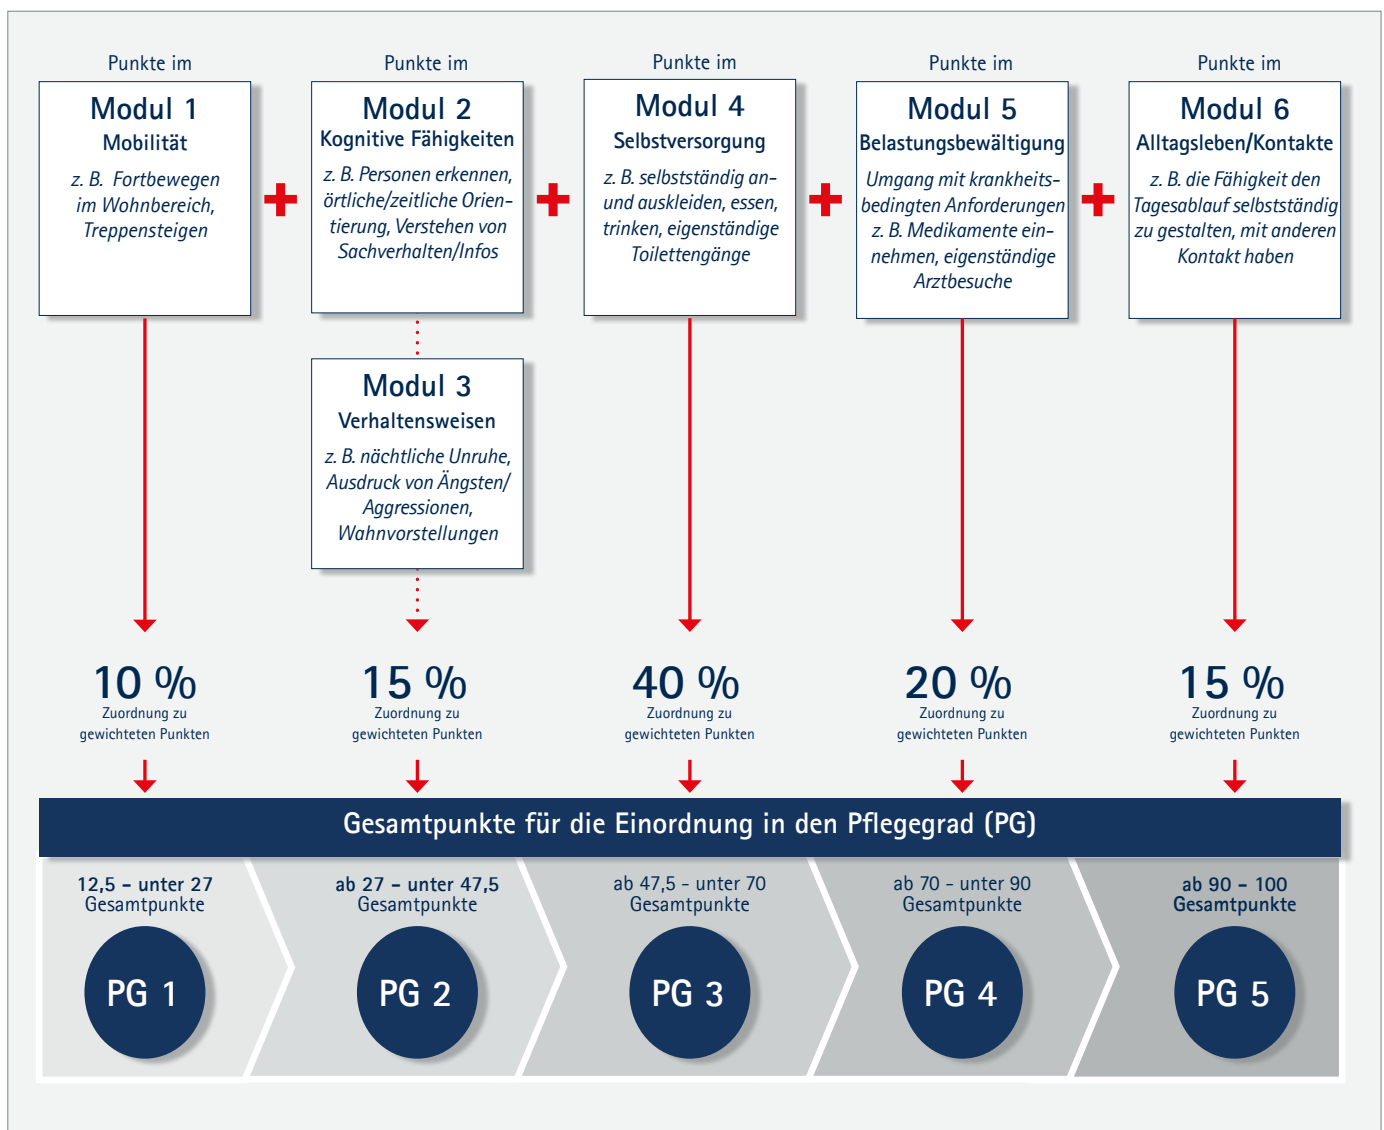 Punkte im
Modul 1
Mobilität
z. B. Fortbewegen
im Wohnbereich,
Treppensteigen
Punkte im
Modul 2
Kognitive Fähigkeiten
z. B. Personen erkennen,
örtliche/zeitliche Orien-
tierung, Verstehen von
Sachverhalten/Infos
Modul 3
Verhaltensweisen
z. B. nächtliche Unruhe,
Ausdruck von Ängsten/
Aggressionen,
Wahnvorstellungen
Punkte im
Modul 4
Selbstversorgung
z. B. selbstständig an-
und auskleiden, essen,
trinken, eigenständige
Toilettengänge
Punkte im
Modul 5
Belastungsbewältigung
Umgang mit krankheits-
bedingten Anforderungen
z. B. Medikamente ein-
nehmen, eigenständige
Arztbesuche
Punkte im
Modul 6
Alltagsleben/Kontakte
z. B. die Fähigkeit den
Tagesablauf selbstständig
zu gestalten, mit anderen
Kontakt haben
10 %
Zuordnung zu
gewichteten Punkten
15 %
Zuordnung zu
gewichteten Punkten
40 %
Zuordnung zu
gewichteten Punkten
20 %
Zuordnung zu
gewichteten Punkten
15 %
Zuordnung zu
gewichteten Punkten
Gesamtpunkte für die Einordnung in den Pflegegrad (PG)
12,5 – unter 27
Gesamtpunkte
PG 1
ab 27 – unter 47,5
Gesamtpunkte
PG 2
ab 47,5 - unter 70
Gesamtpunkte
PG 3
ab 70 - unter 90
Gesamtpunkte
PG 4
ab 90 – 100
Gesamtpunkte
PG 5